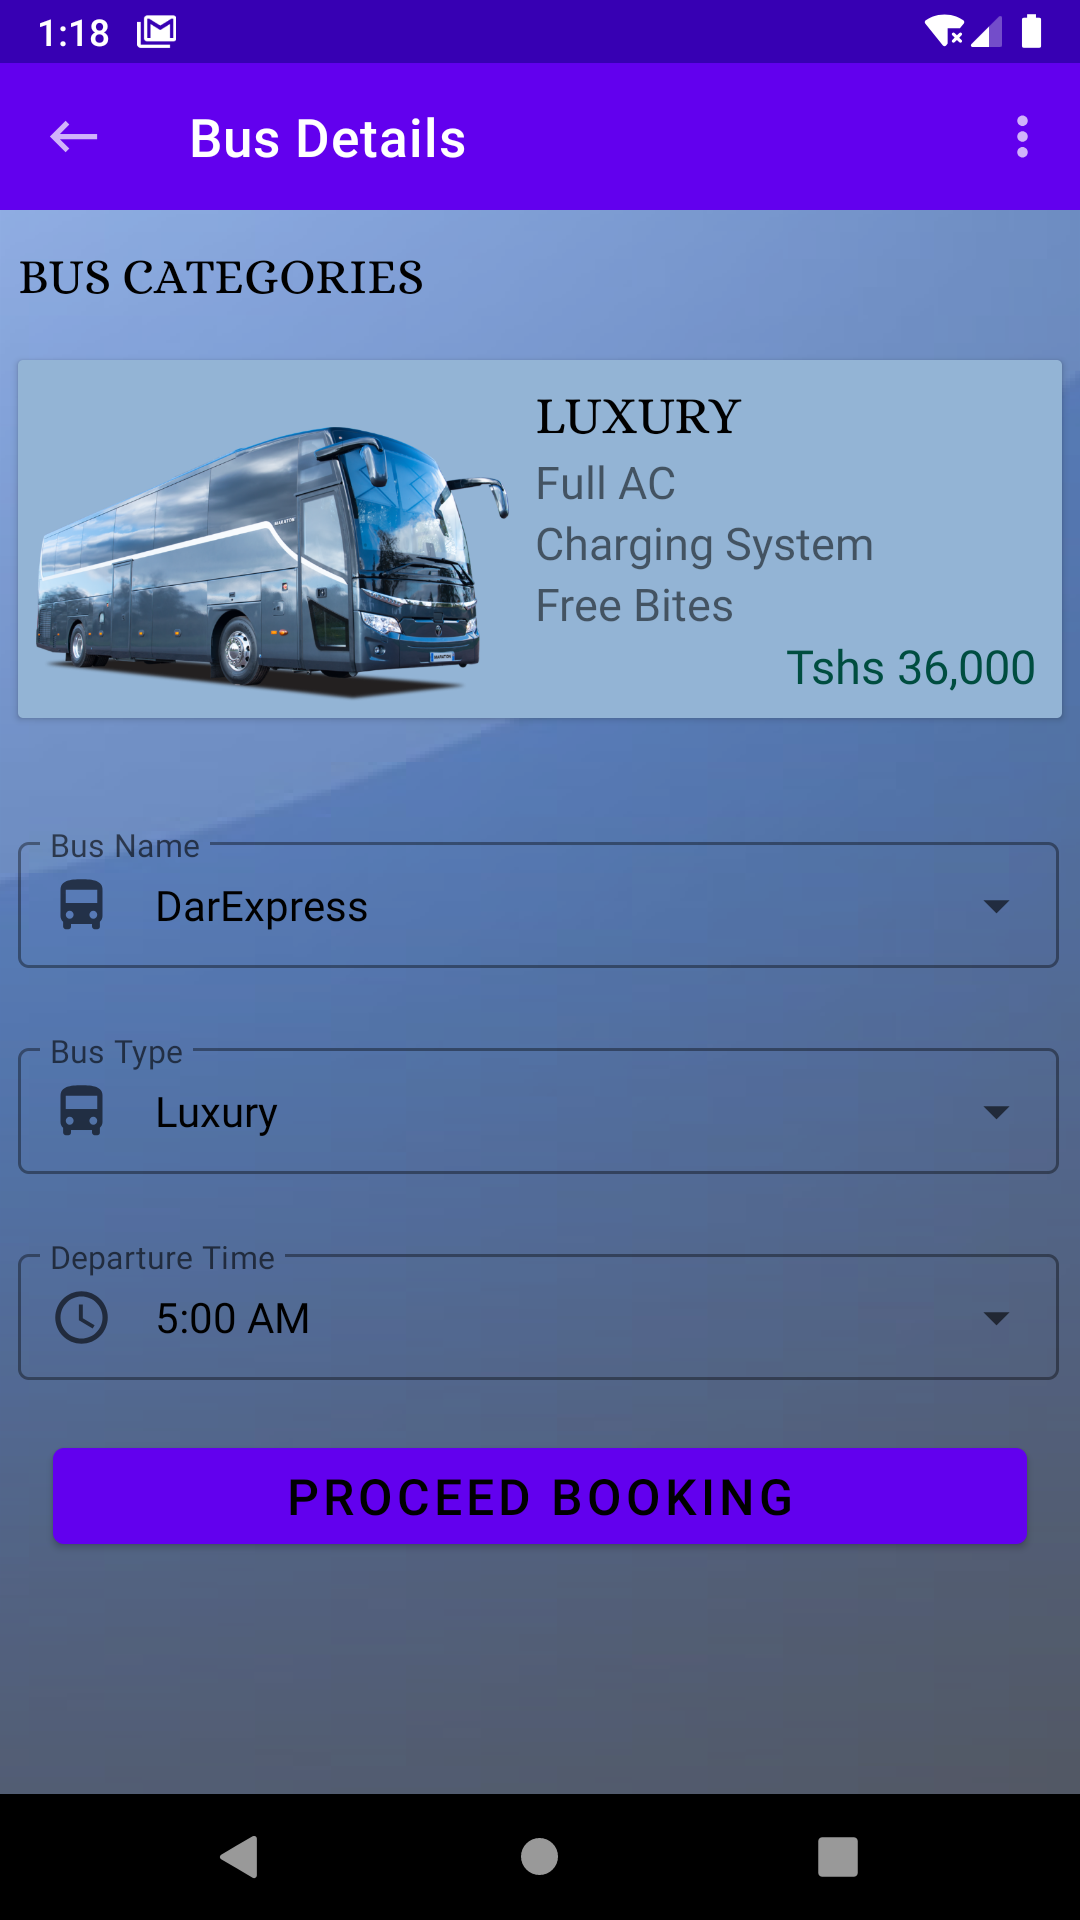 1:18
Bus Details
BUS CATEGORIES
LUXURY
Full AC
Charging System
Free Bites
Tshs 36,000
Bus Name
DarExpress
Bus Type
Luxury
Departure Time
5:00 AM
PROCEED BOOKING